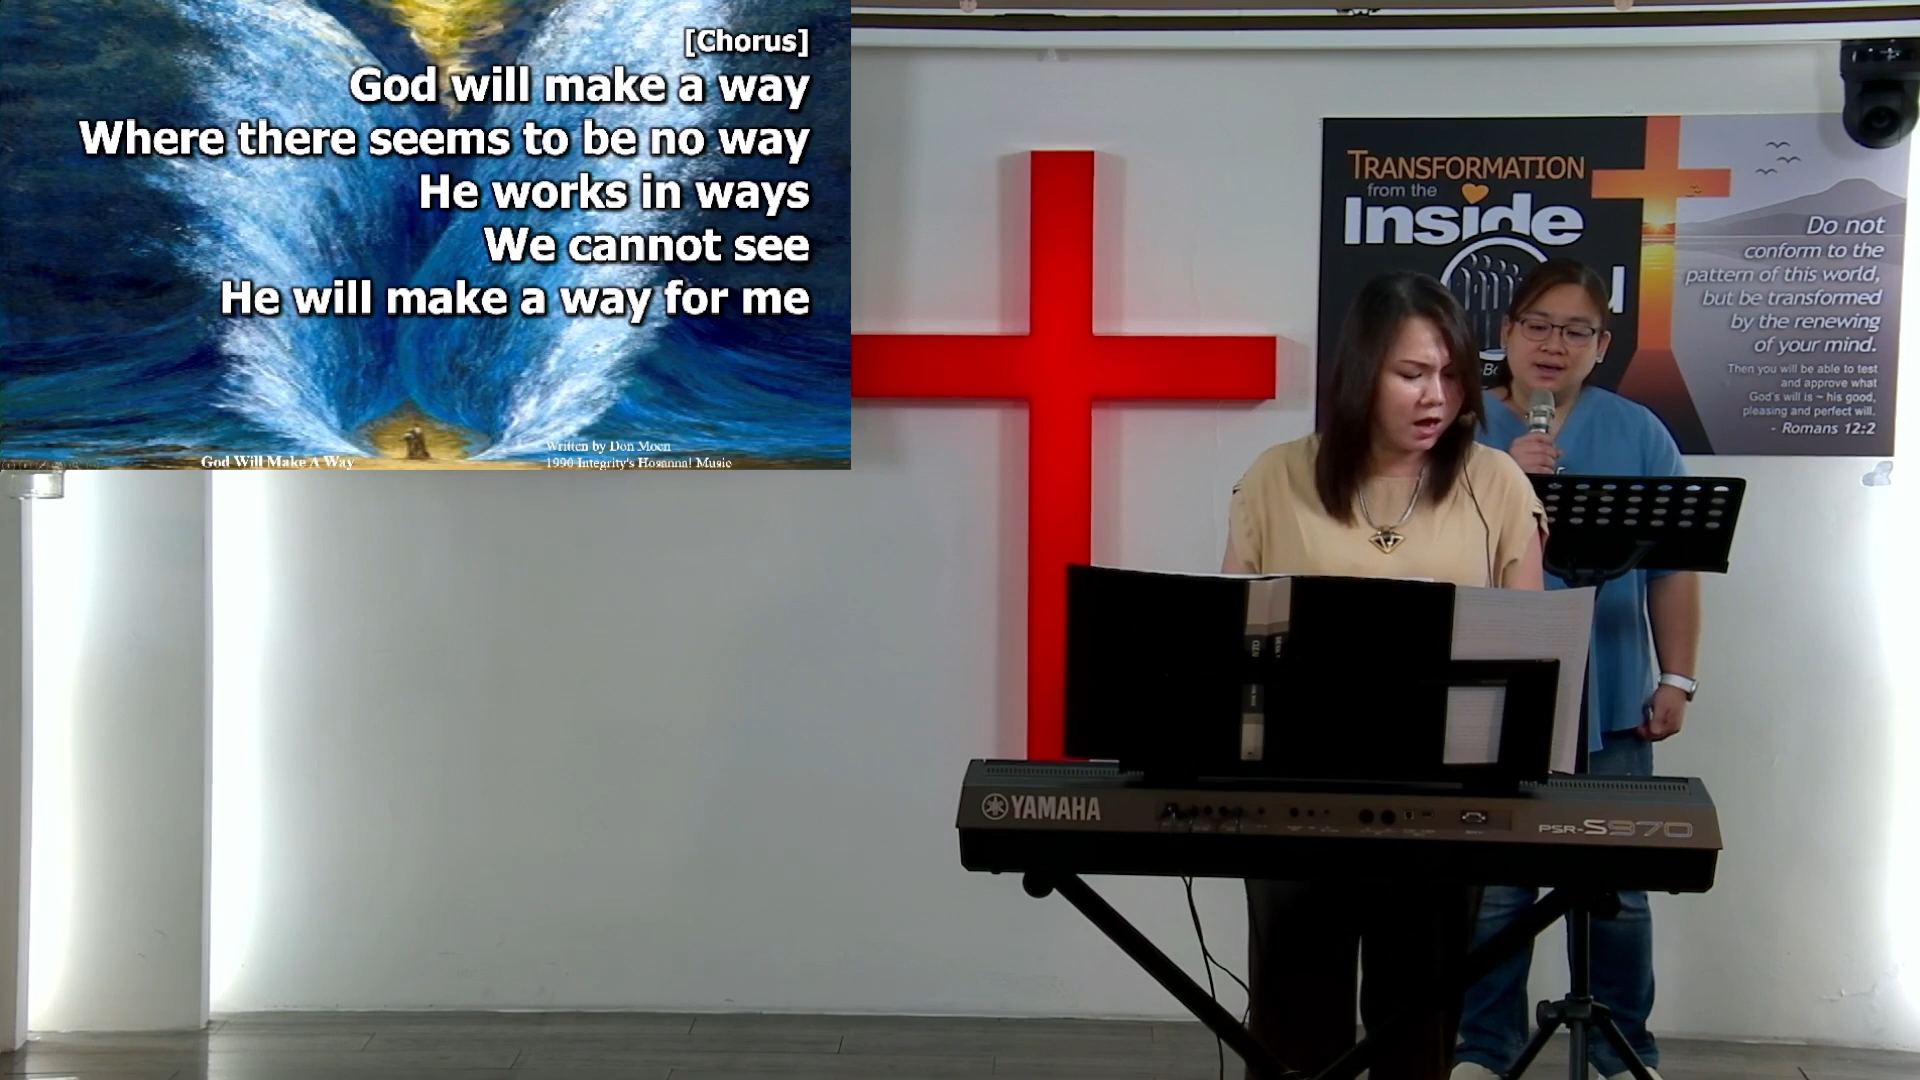 [Chorus]
God will make a way
Where there seems to be no way
He works in ways
We cannot see
He will make a way for me
God Will Make A Way
Written by Don Moen
1990 Integrity's Hosanna! Music
TRANSFORMATION
from the
Inside
Do not
conform to the
pattern of this world,
but be transformed
by the renewing
of your mind.
Then you will be able to test
and approve what
God's will is ~ his good,
pleasing and perfect will.
- Romans 12:2
YAMAHA
PSR-S970